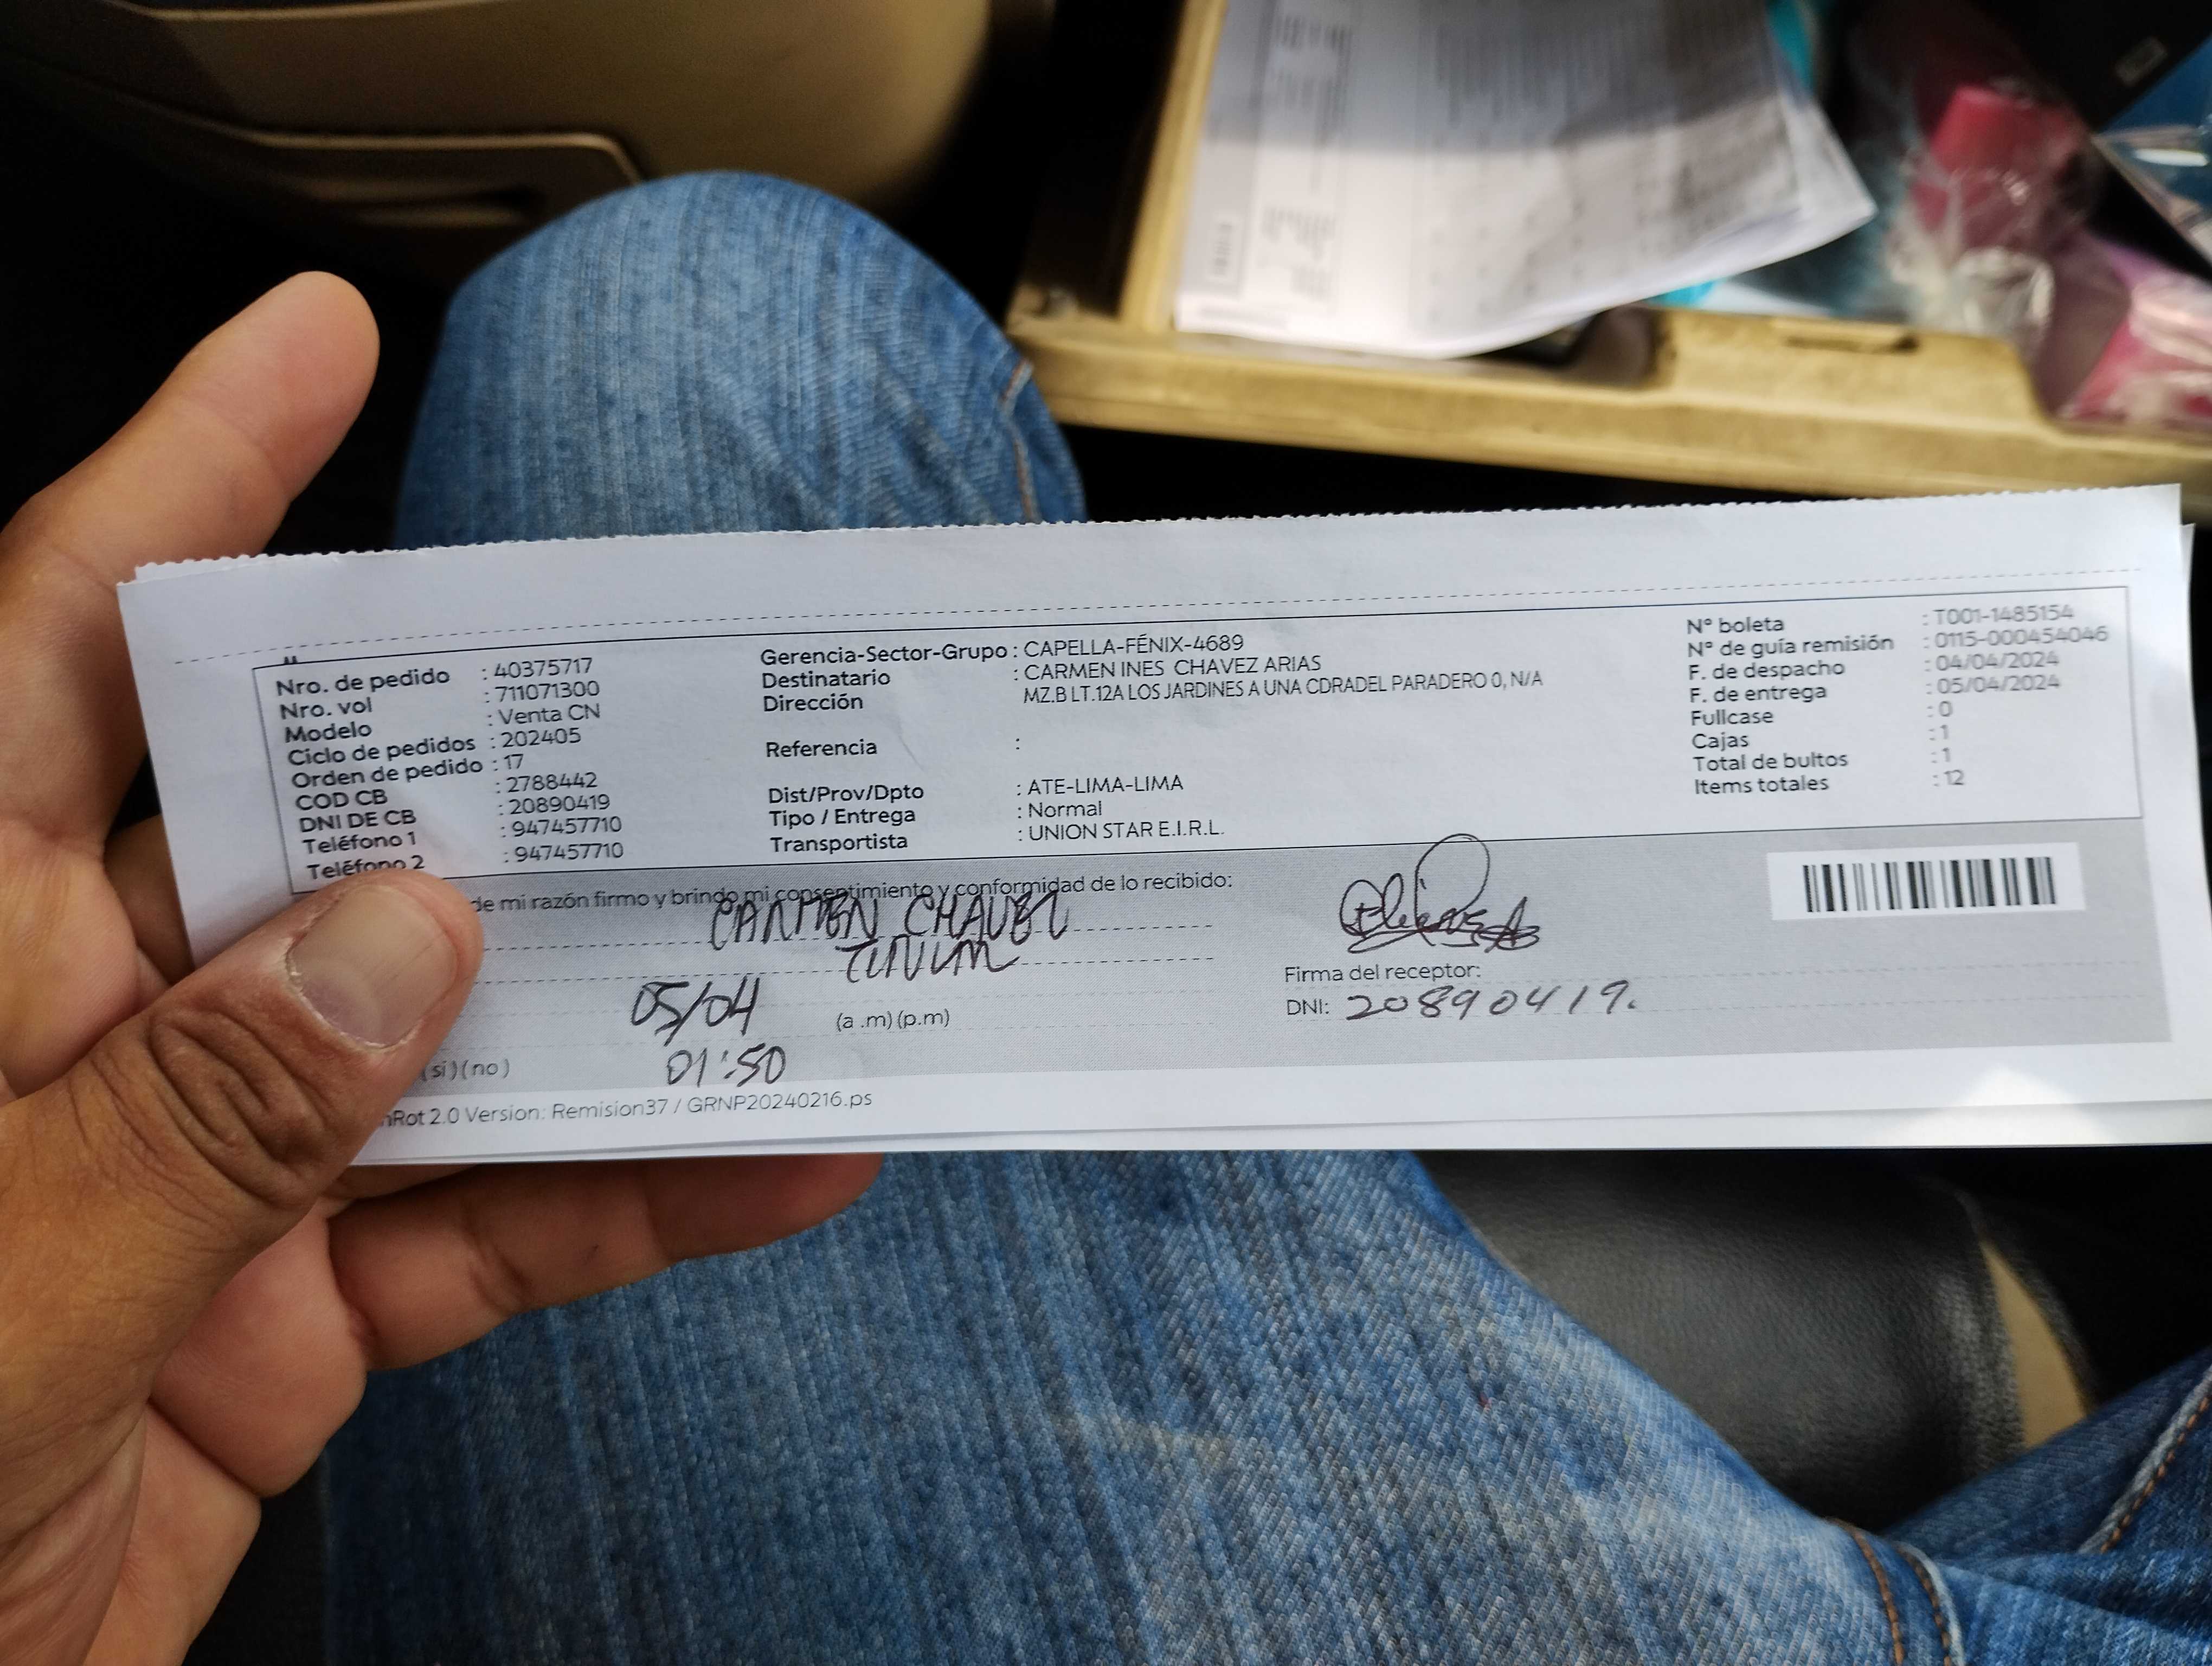 Nro. de pedido : 40375717
Nro. vol : 711071300
Modelo : Venta CN
Ciclo de pedidos : 202405
Orden de pedido : 17
COD CB : 2788442
DNI DE CB : 20890419
Teléfono 1 : 947457710
Teléfono 2 : 947457710
Gerencia-Sector-Grupo : CAPELLA-FÉNIX-4689
Destinatario : CARMEN INES CHAVEZ ARIAS
Dirección MZ.B LT.12A LOS JARDINES A UNA CDRADEL PARADERO 0, N/A
Referencia :
Dist/Prov/Dpto : ATE-LIMA-LIMA
Tipo / Entrega : Normal
Transportista : UNION STAR E.I.R.L.
N° boleta : T001-1485154
N° de guía remisión : 0115-000454046
F. de despacho : 04/04/2024
F. de entrega : 05/04/2024
Fullcase : 0
Cajas : 1
Total de bultos : 1
Items totales : 12
de mi razón firmo y brindo mi consentimiento y conformidad de lo recibido:
CARMEN CHAVEZ
05/04 (a .m) (p.m)
(si) (no) 01:50
Firma del receptor:
DNI: 20890419.
Rot 2.0 Version: Remision37 / GRNP20240216.ps